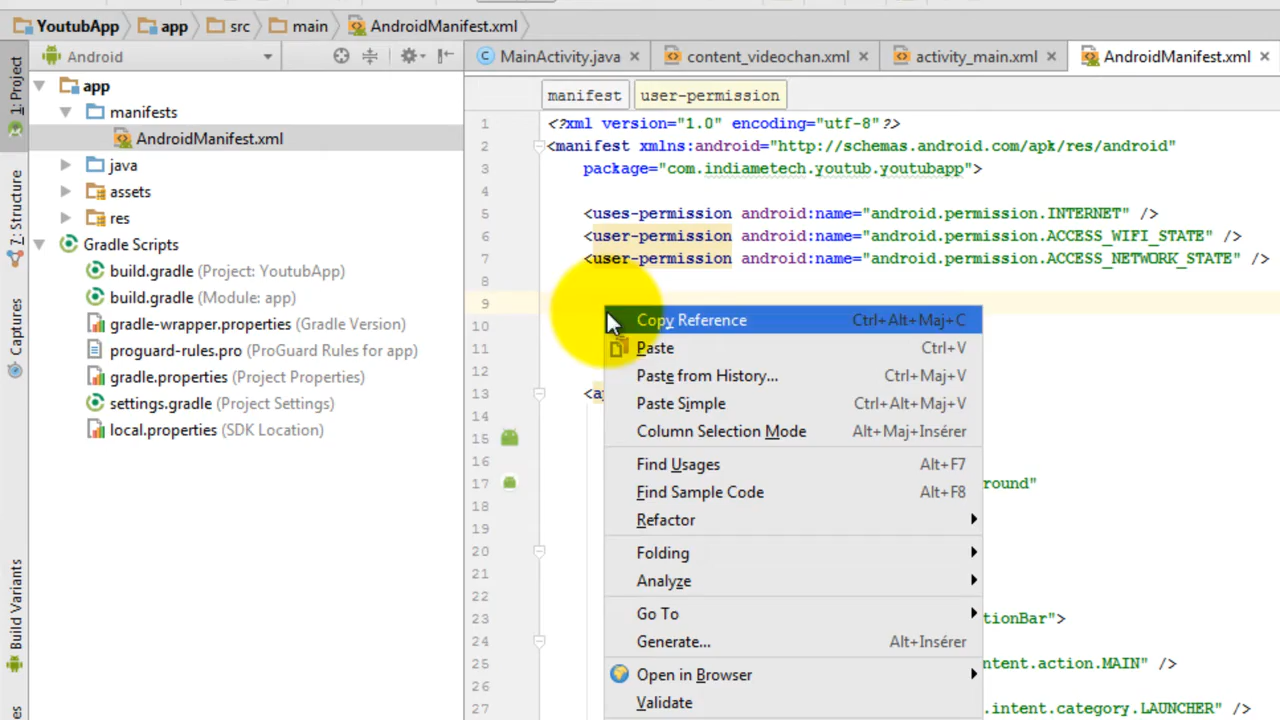 YoutubApp app src main AndroidManifest.xml
Android
MainActivity.java content_videochan.xml activity_main.xml AndroidManifest.xml
1: Project
7: Structure
Captures
Build Variants
app
manifests
AndroidManifest.xml
java
assets
res
Gradle Scripts
build.gradle (Project: YoutubApp)
build.gradle (Module: app)
gradle-wrapper.properties (Gradle Version)
proguard-rules.pro (ProGuard Rules for app)
gradle.properties (Project Properties)
settings.gradle (Project Settings)
local.properties (SDK Location)
manifest user-permission
1 <?xml version="1.0" encoding="utf-8"?>
2 <manifest xmlns:android="http://schemas.android.com/apk/res/android"
3 package="com.indiametech.youtub.youtubapp">
4
5 <uses-permission android:name="android.permission.INTERNET" />
6 <user-permission android:name="android.permission.ACCESS_WIFI_STATE" />
7 <user-permission android:name="android.permission.ACCESS_NETWORK_STATE" />
8
9
10
11
12
13 <a
14
15
16
17 round"
18
19
20
21
22
23 tionBar">
24
25 ntent.action.MAIN" />
26
27 .intent.category.LAUNCHER" />
Copy Reference Ctrl+Alt+Maj+C
Paste Ctrl+V
Paste from History... Ctrl+Maj+V
Paste Simple Ctrl+Alt+Maj+V
Column Selection Mode Alt+Maj+Insérer
Find Usages Alt+F7
Find Sample Code Alt+F8
Refactor
Folding
Analyze
Go To
Generate... Alt+Insérer
Open in Browser
Validate